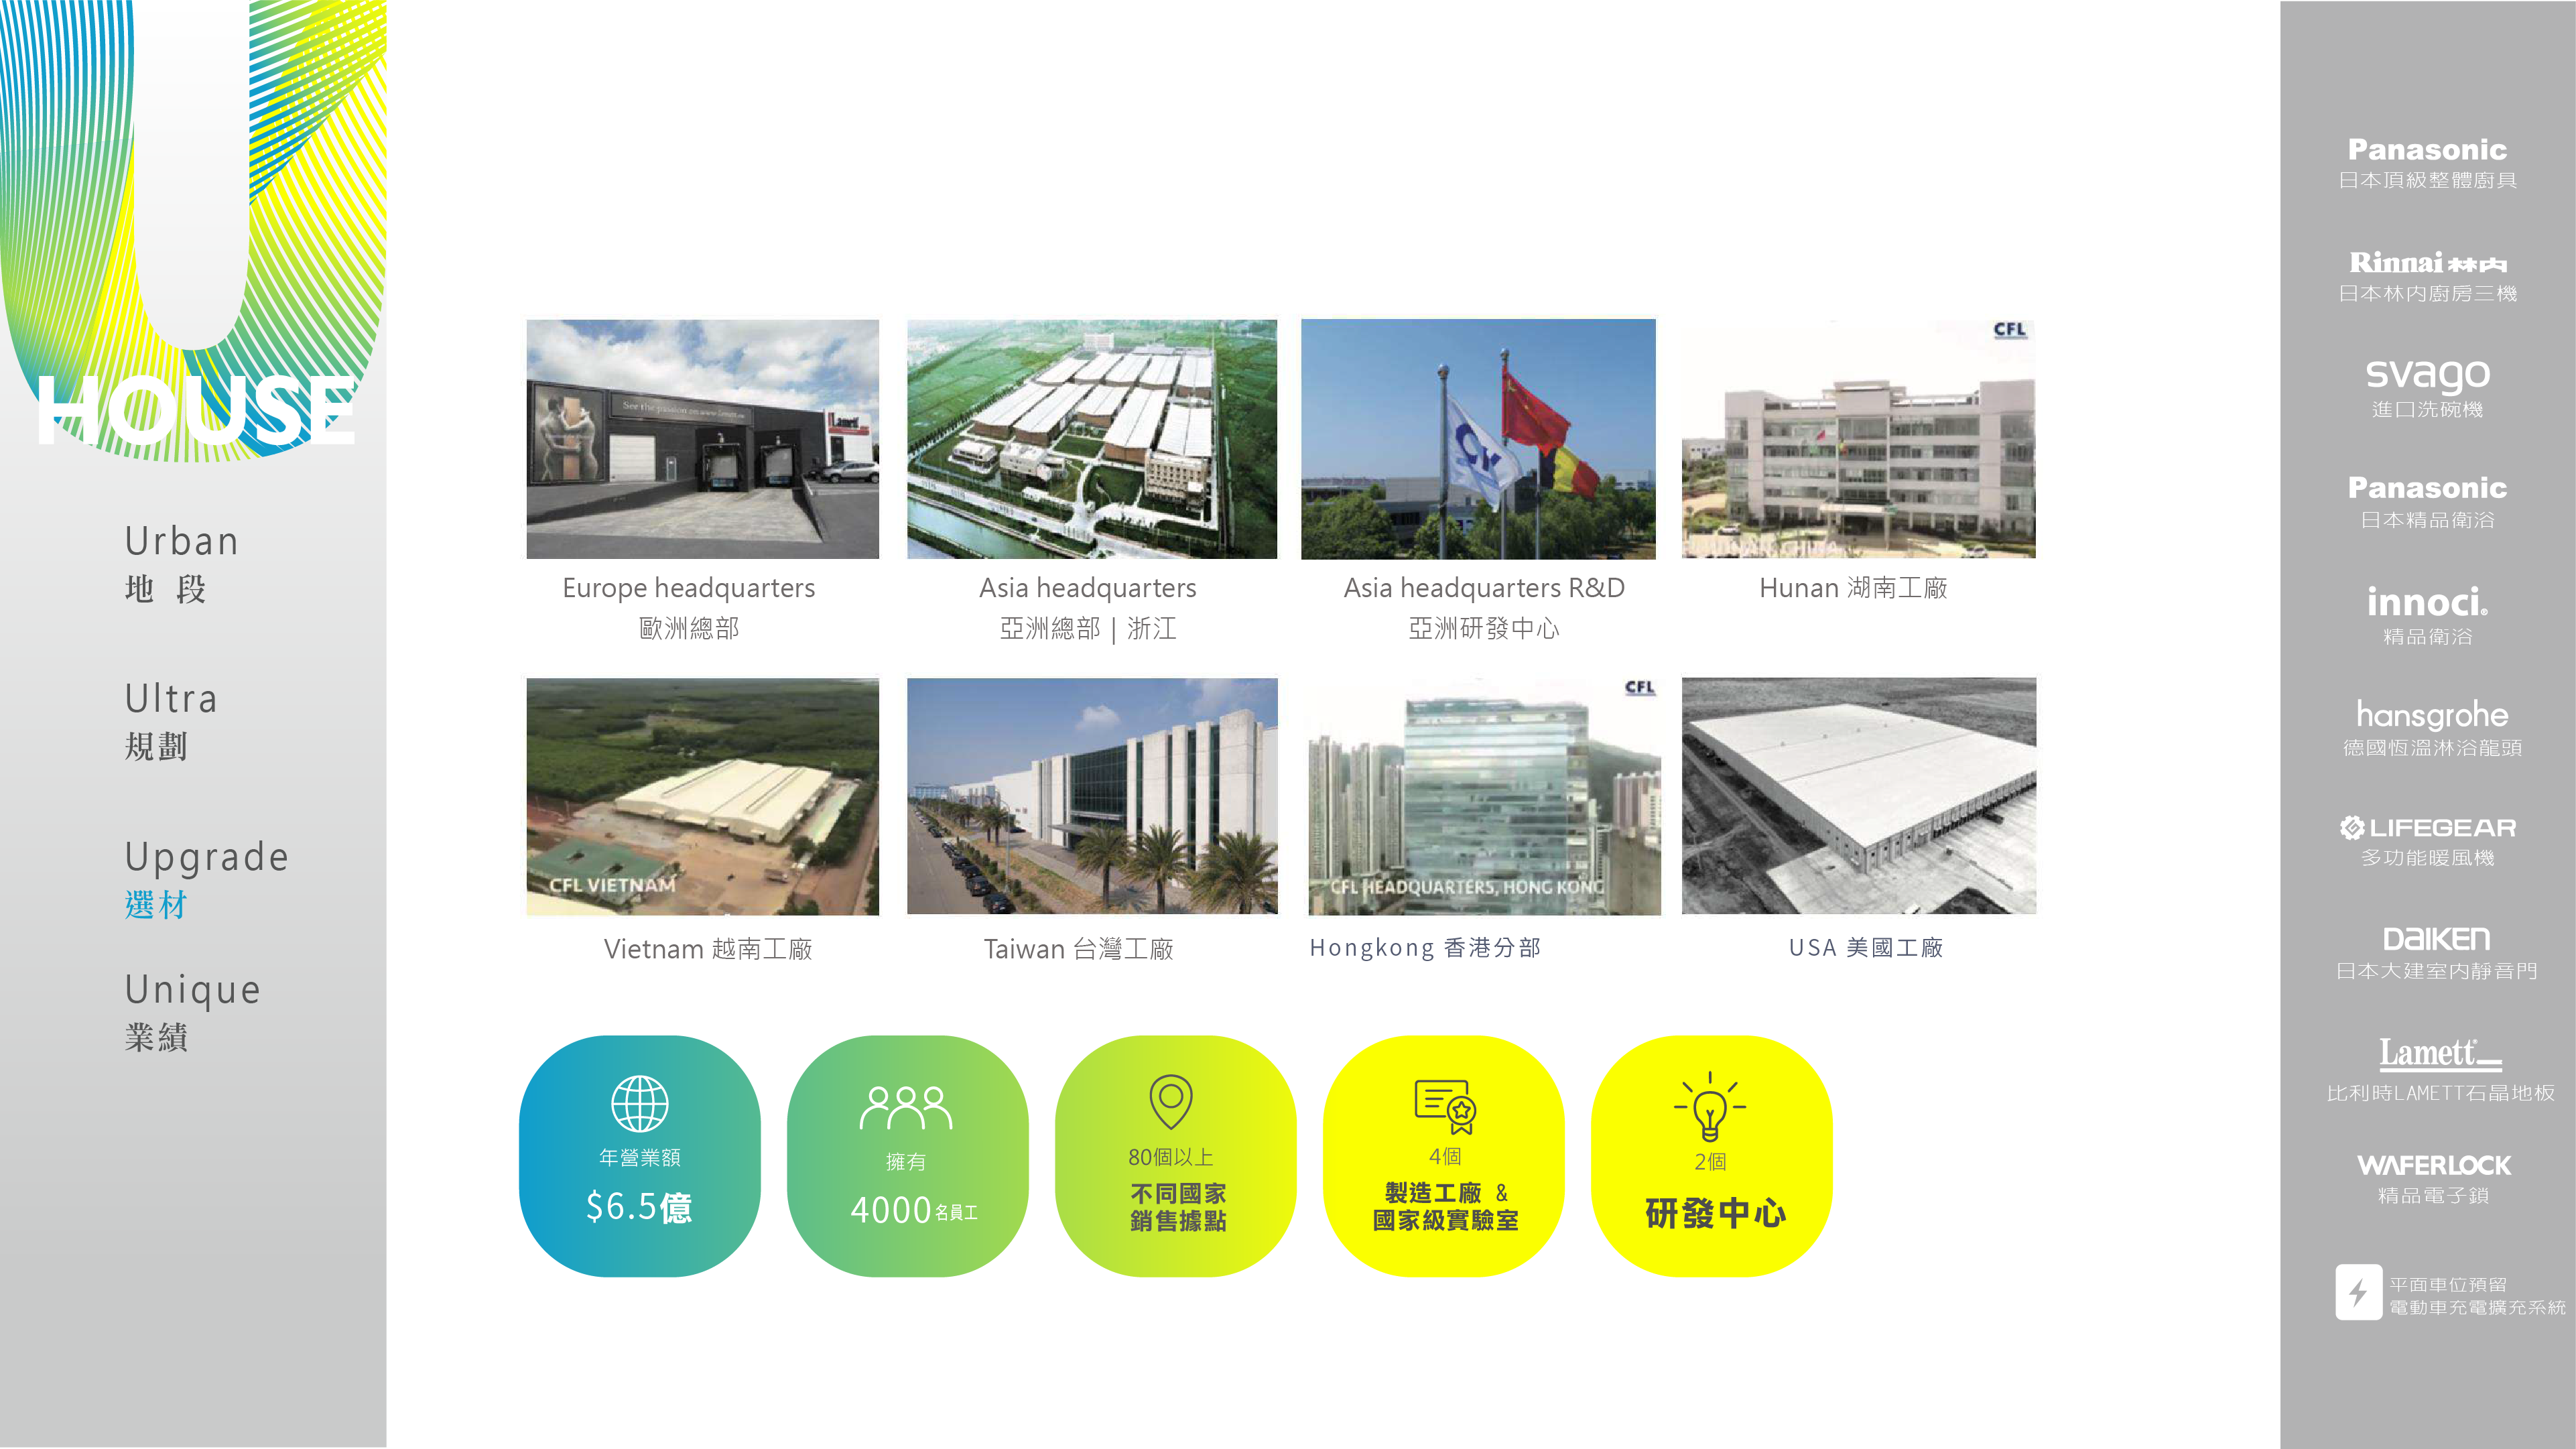 U
HOUSE
Urban
地 段
Ultra
規劃
Upgrade
選材
Unique
業績
Lamett
CFL
Europe headquarters
歐洲總部
Asia headquarters
亞洲總部 | 浙江
Asia headquarters R&D
亞洲研發中心
Hunan 湖南工廠
CFL VIETNAM
CFL
CFL HEADQUARTERS, HONG KONG
Vietnam 越南工廠
Taiwan 台灣工廠
Hongkong 香港分部
USA 美國工廠
年營業額
$6.5億
擁有
4000名員工
80個以上
不同國家
銷售據點
4個
製造工廠 &
國家級實驗室
2個
研發中心
Panasonic
日本頂級整體廚具
Rinnai 林内
日本林內廚房三機
svago
進口洗碗機
Panasonic
日本精品衛浴
innoci®
精品衛浴
hansgrohe
德國恆溫淋浴龍頭
LIFEGEAR
多功能暖風機
DAIKEN
日本大建室內靜音門
Lamett®
比利時LAMETT石晶地板
WAFERLOCK
精品電子鎖
平面車位預留
電動車充電擴充系統